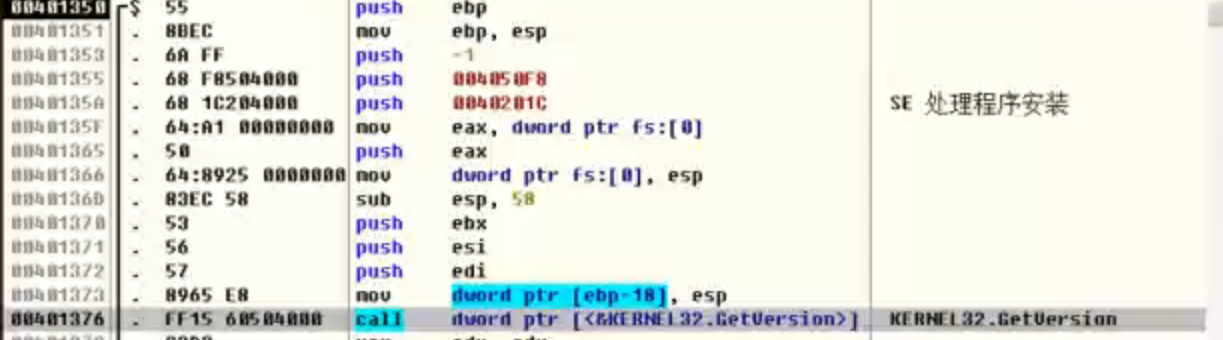 00401350 $ 55 push ebp
00401351 . 8BEC mov ebp, esp
00401353 . 6A FF push -1
00401355 . 68 F8504000 push 004050F8
0040135A . 68 1C204000 push 0040201C SE 处理程序安装
0040135F . 64:A1 00000000 mov eax, dword ptr fs:[0]
00401365 . 50 push eax
00401366 . 64:8925 0000000 mov dword ptr fs:[0], esp
0040136D . 83EC 58 sub esp, 58
00401370 . 53 push ebx
00401371 . 56 push esi
00401372 . 57 push edi
00401373 . 8965 E8 mov dword ptr [ebp-18], esp
00401376 . FF15 60504000 call dword ptr [<&KERNEL32.GetVersion>] KERNEL32.GetVersion